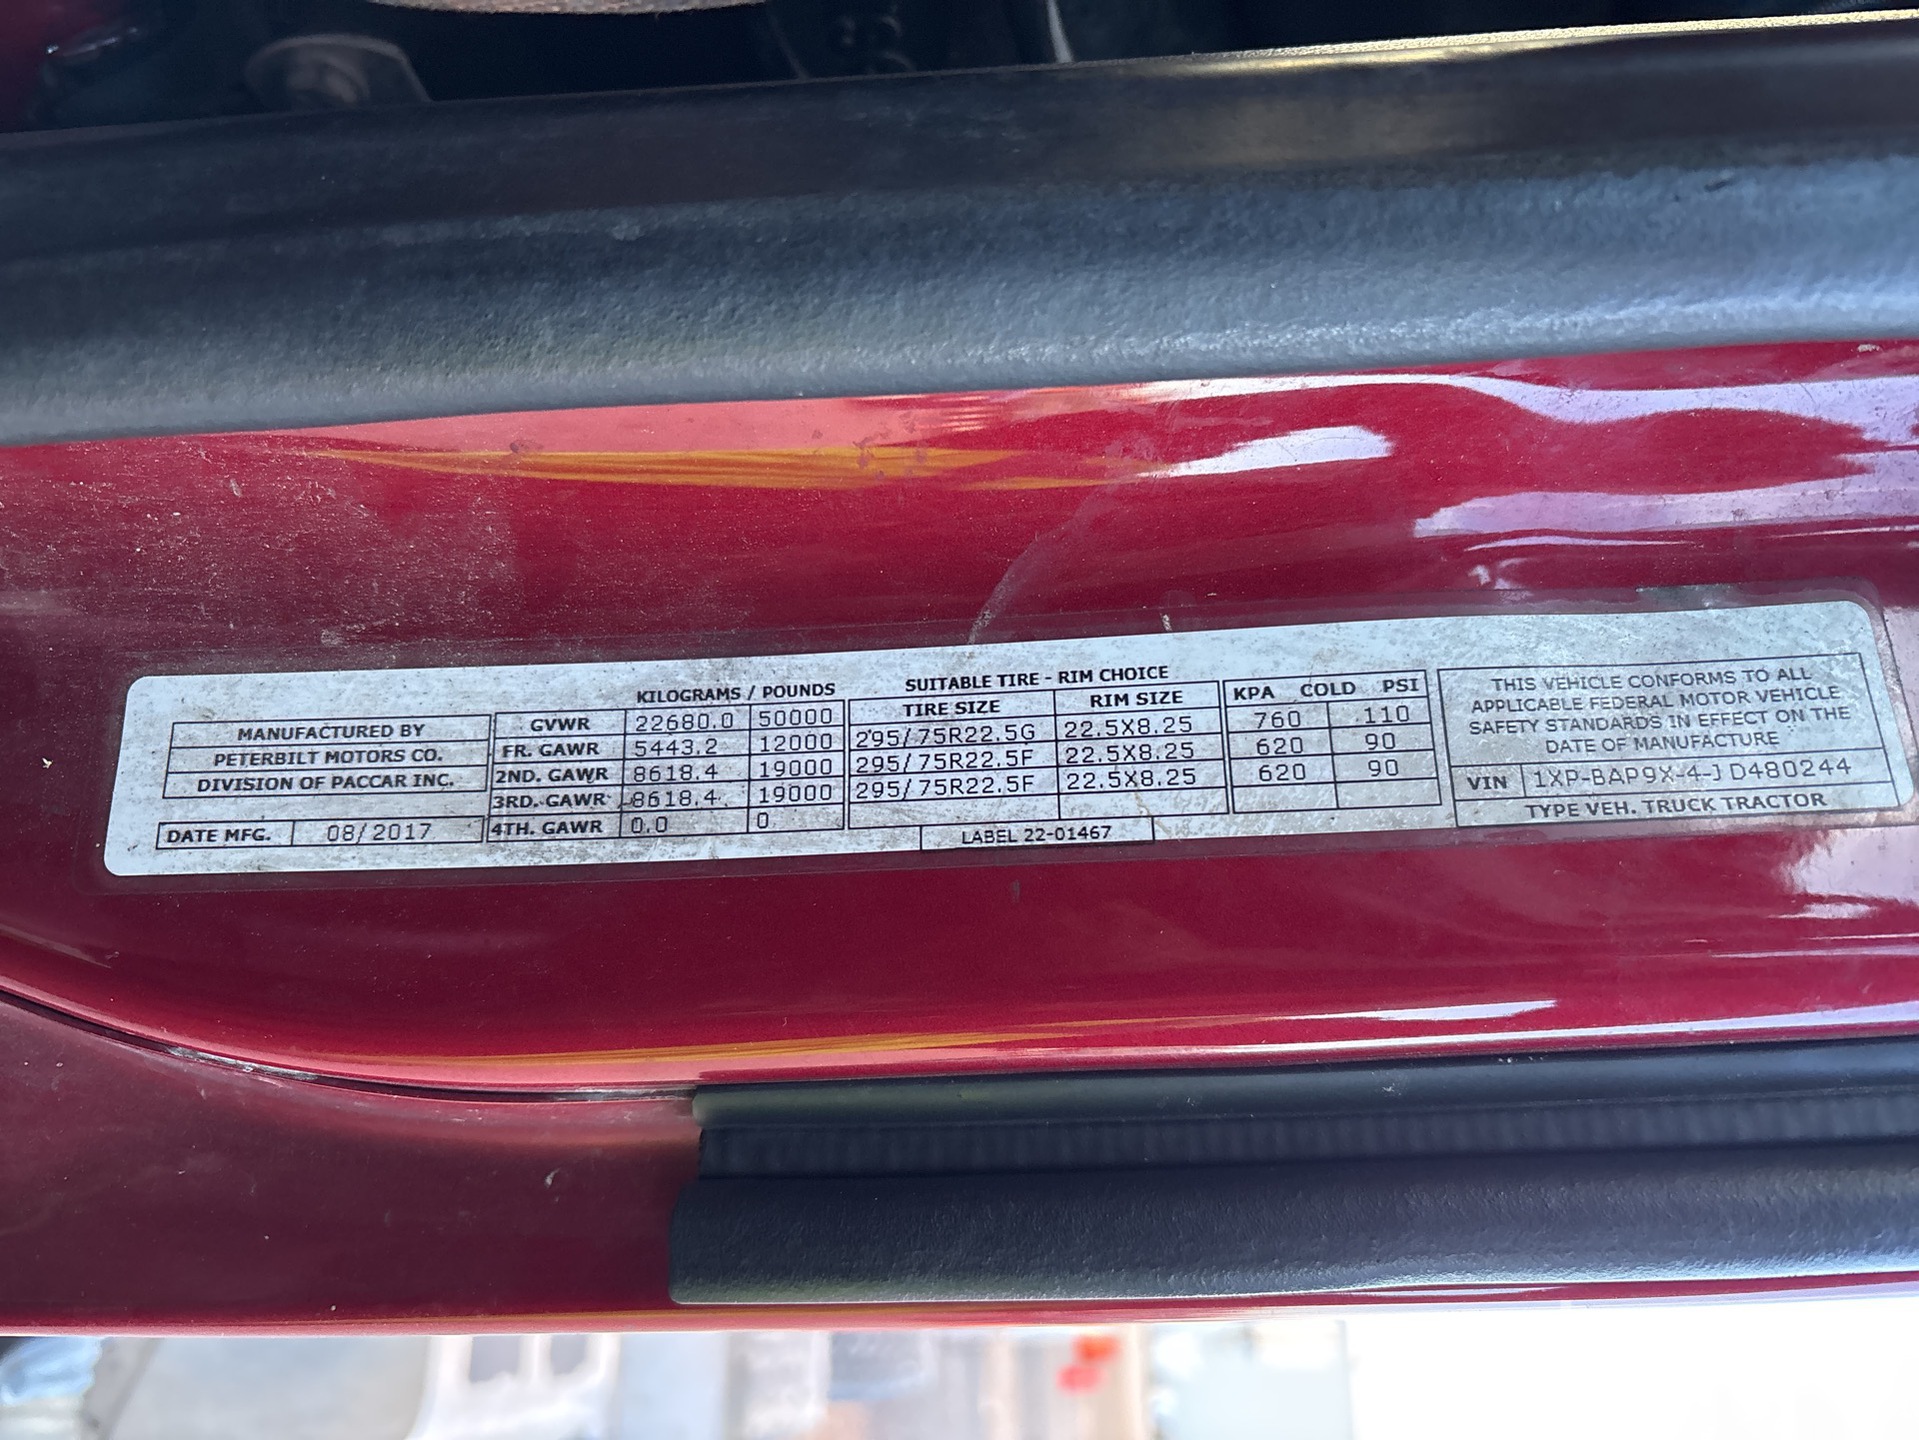 MANUFACTURED BY
PETERBILT MOTORS CO.
DIVISION OF PACCAR INC.
DATE MFG. 08/2017
KILOGRAMS / POUNDS
GVWR 22680.0 50000
FR. GAWR 5443.2 12000
2ND. GAWR 8618.4 19000
3RD. GAWR 8618.4 19000
4TH. GAWR 0.0 0
SUITABLE TIRE - RIM CHOICE
TIRE SIZE RIM SIZE
295/75R22.5G 22.5X8.25
295/75R22.5F 22.5X8.25
295/75R22.5F 22.5X8.25
LABEL 22-01467
KPA COLD PSI
760 110
620 90
620 90
THIS VEHICLE CONFORMS TO ALL
APPLICABLE FEDERAL MOTOR VEHICLE
SAFETY STANDARDS IN EFFECT ON THE
DATE OF MANUFACTURE
VIN 1XP-BAP9X-4-JD480244
TYPE VEH. TRUCK TRACTOR